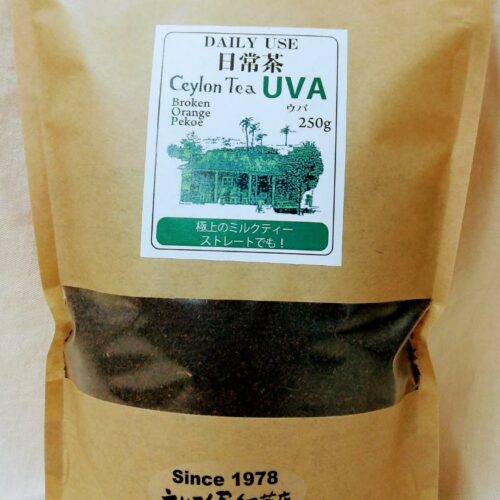 DAILY USE
日常茶
Ceylon Tea UVA
Broken
Orange
Pekoe
ウバ
250g
極上のミルクティー
ストレートでも！
Since 1978